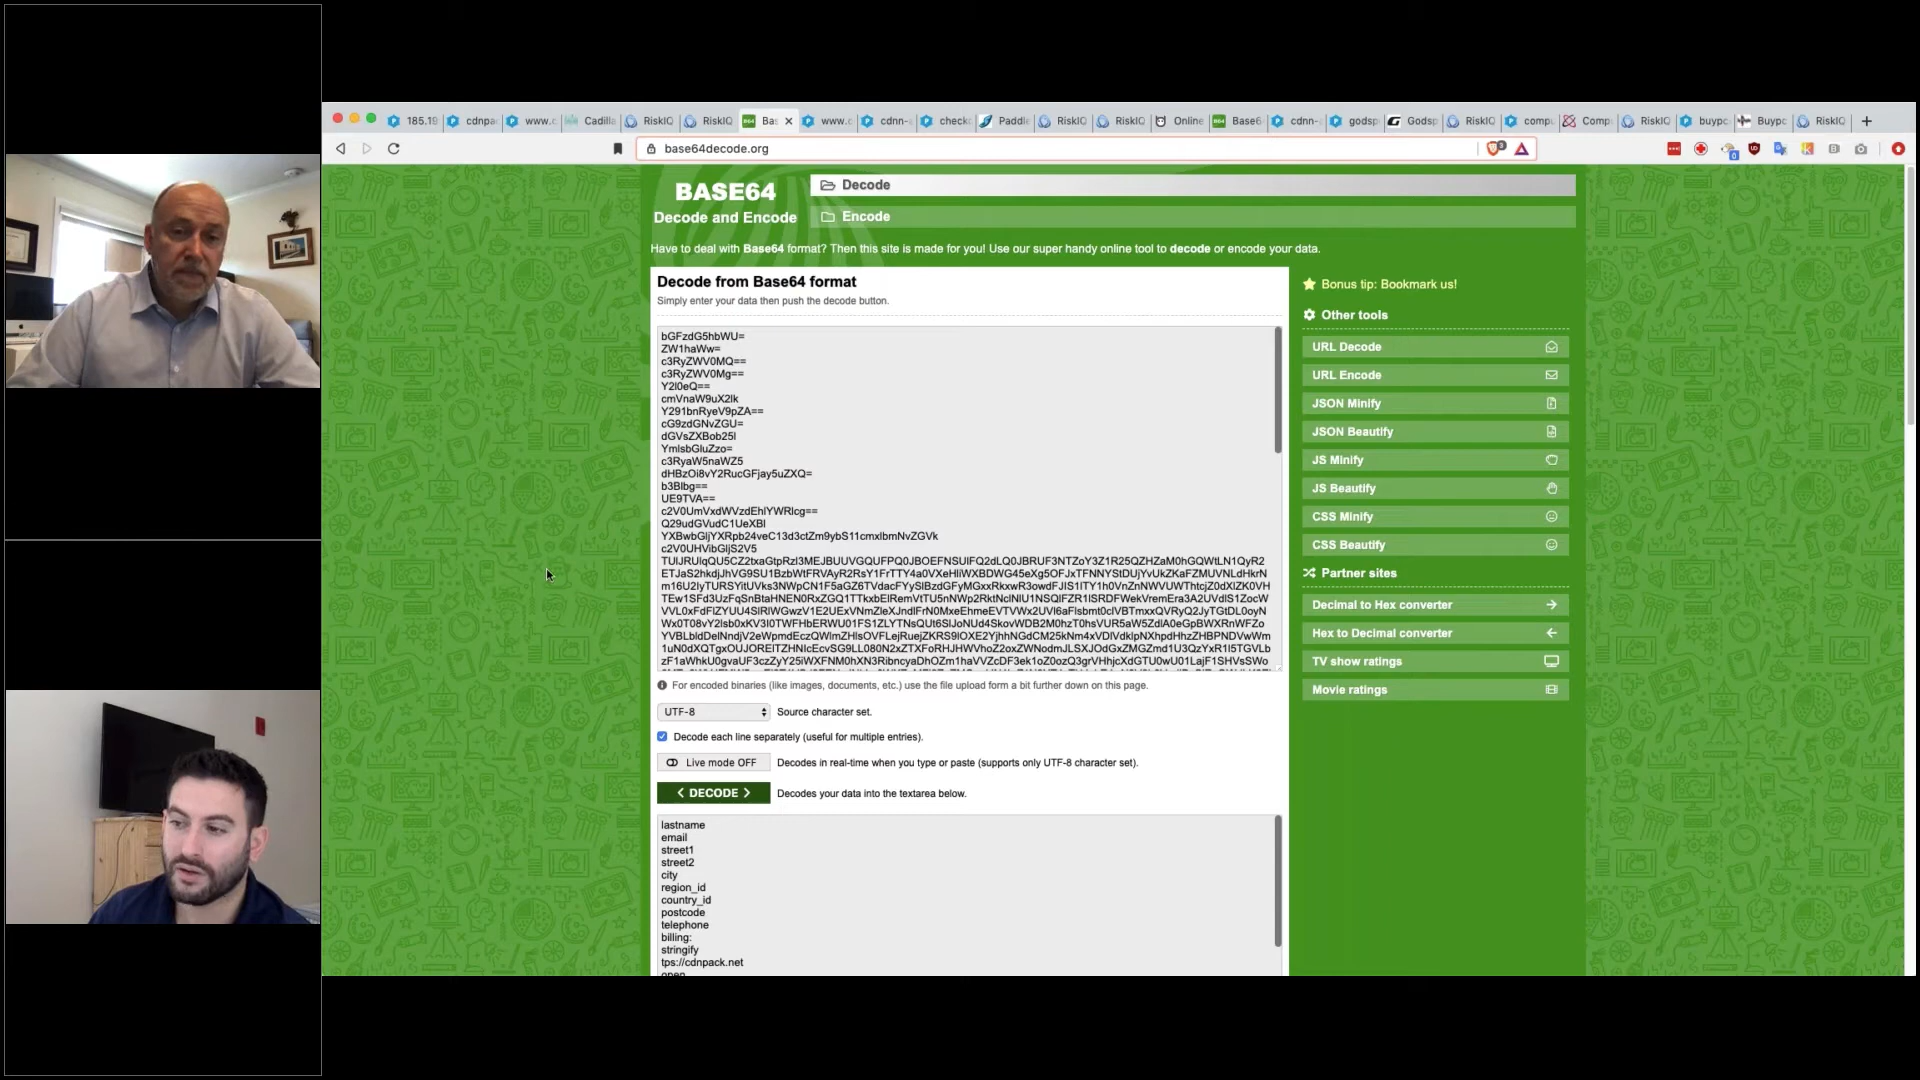 185.19
cdnpa
www.c
Cadilla
RiskIQ
RiskIQ
Bas
www.c
cdnn-
check
Paddl
RiskIQ
RiskIQ
Online
Base6
cdnn-
godsp
Godsp
RiskIQ
compu
Comp
RiskIQ
buypc
Buypc
RiskIQ
base64decode.org
BASE64
Decode and Encode
Decode
Encode
Have to deal with Base64 format? Then this site is made for you! Use our super handy online tool to decode or encode your data.
Decode from Base64 format
Simply enter your data then push the decode button.
bGFzdG5hbWU=
ZW1haWw=
c3RyZWV0MQ==
c3RyZWV0Mg==
Y2l0eQ==
cmVnaW9uX2lk
Y291bnRyeV9pZA==
cG9zdGNvZGU=
dGVsZXBob25l
YmlsbGluZzo=
c3RyaW5naWZ5
dHBzOi8vY2RucGFjay5uZXQ=
b3Blbg==
UE9TVA==
c2V0UmVxdWVzdEhlYWRlcg==
Q29udGVudC1UeXBl
YXBwbGljYXRpb24veC13d3ctZm9ybS11cmxlbmNvZGVk
c2V0UHVibGljS2V5
For encoded binaries (like images, documents, etc.) use the file upload form a bit further down on this page.
UTF-8
Source character set.
Decode each line separately (useful for multiple entries).
Live mode OFF
Decodes in real-time when you type or paste (supports only UTF-8 character set).
DECODE
Decodes your data into the textarea below.
lastname
email
street1
street2
city
region_id
country_id
postcode
telephone
billing:
stringify
tps://cdnpack.net
open
Bonus tip: Bookmark us!
Other tools
URL Decode
URL Encode
JSON Minify
JSON Beautify
JS Minify
JS Beautify
CSS Minify
CSS Beautify
Partner sites
Decimal to Hex converter
Hex to Decimal converter
TV show ratings
Movie ratings